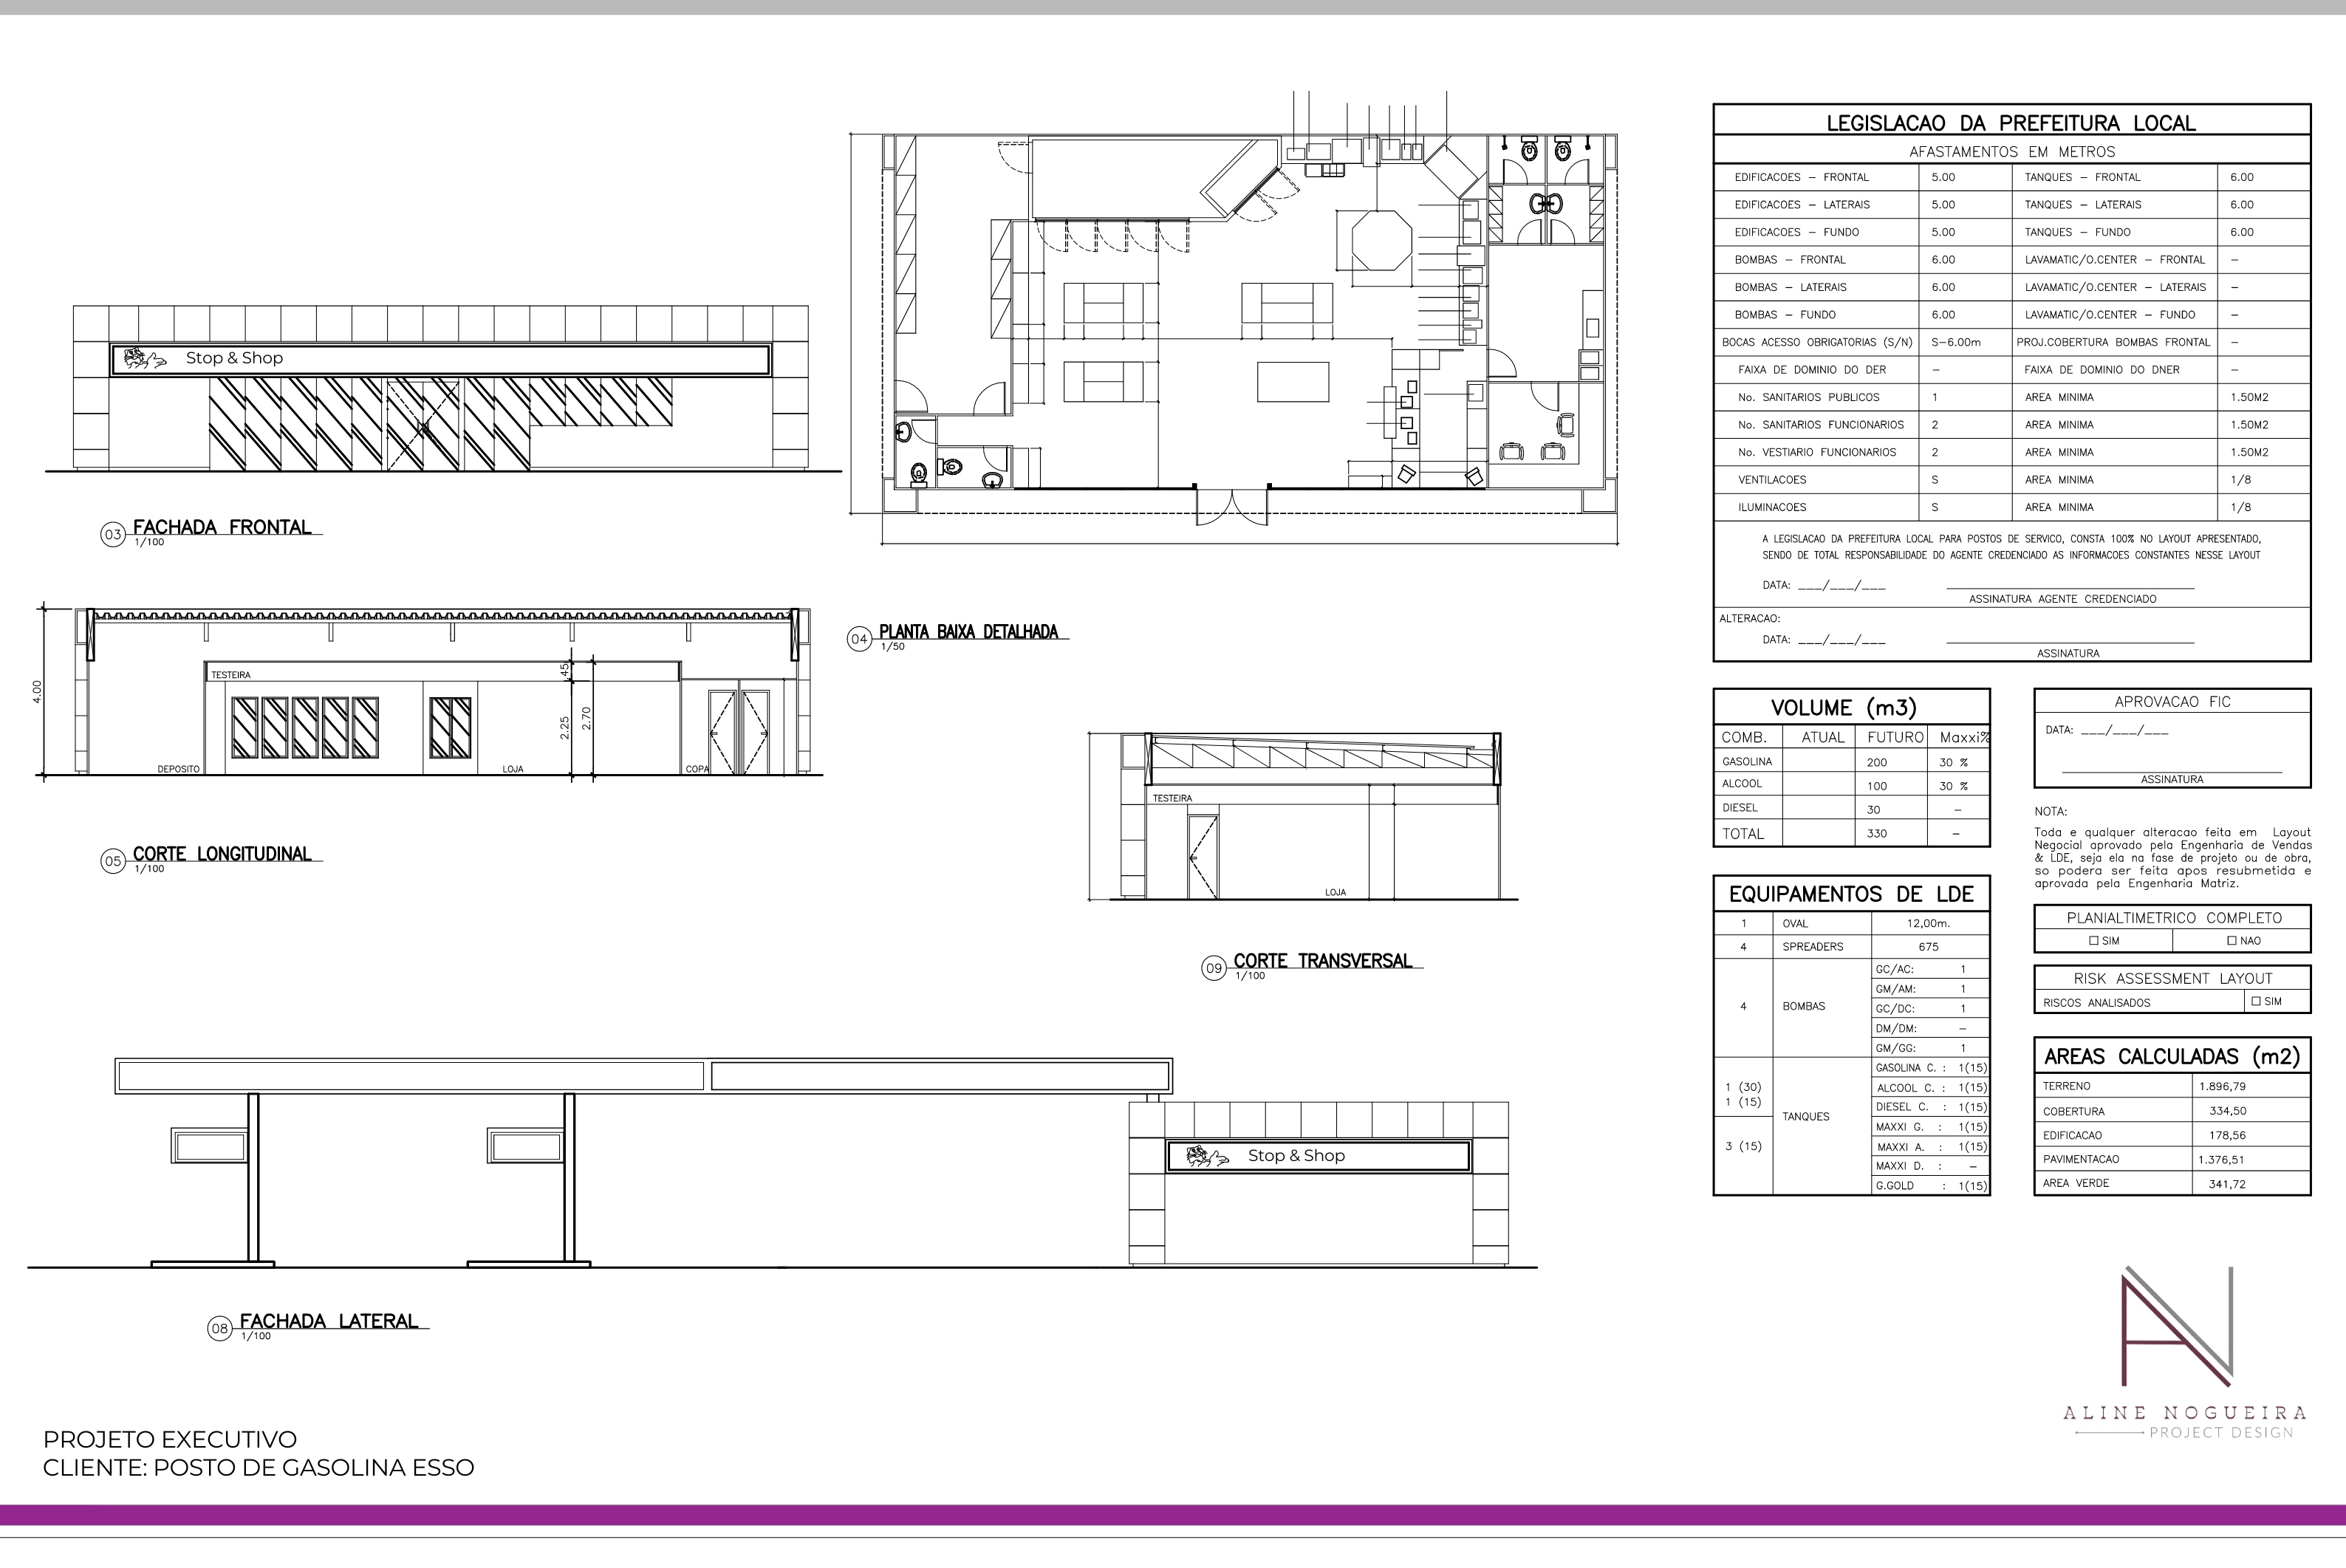 Stop & Shop
03 FACHADA FRONTAL
1/100
04 PLANTA BAIXA DETALHADA
1/50
4.00
TESTEIRA
.45
2.25
2.70
DEPOSITO
LOJA
COPA
05 CORTE LONGITUDINAL
1/100
TESTEIRA
LOJA
09 CORTE TRANSVERSAL
1/100
Stop & Shop
08 FACHADA LATERAL
1/100
PROJETO EXECUTIVO
CLIENTE: POSTO DE GASOLINA ESSO
LEGISLACAO DA PREFEITURA LOCAL
AFASTAMENTOS EM METROS
EDIFICACOES – FRONTAL 5.00 TANQUES – FRONTAL 6.00
EDIFICACOES – LATERAIS 5.00 TANQUES – LATERAIS 6.00
EDIFICACOES – FUNDO 5.00 TANQUES – FUNDO 6.00
BOMBAS – FRONTAL 6.00 LAVAMATIC/O.CENTER – FRONTAL –
BOMBAS – LATERAIS 6.00 LAVAMATIC/O.CENTER – LATERAIS –
BOMBAS – FUNDO 6.00 LAVAMATIC/O.CENTER – FUNDO –
BOCAS ACESSO OBRIGATORIAS (S/N) S–6.00m PROJ.COBERTURA BOMBAS FRONTAL –
FAIXA DE DOMINIO DO DER – FAIXA DE DOMINIO DO DNER –
No. SANITARIOS PUBLICOS 1 AREA MINIMA 1.50M2
No. SANITARIOS FUNCIONARIOS 2 AREA MINIMA 1.50M2
No. VESTIARIO FUNCIONARIOS 2 AREA MINIMA 1.50M2
VENTILACOES S AREA MINIMA 1/8
ILUMINACOES S AREA MINIMA 1/8
A LEGISLACAO DA PREFEITURA LOCAL PARA POSTOS DE SERVICO, CONSTA 100% NO LAYOUT APRESENTADO,
SENDO DE TOTAL RESPONSABILIDADE DO AGENTE CREDENCIADO AS INFORMACOES CONSTANTES NESSE LAYOUT
DATA: ___/___/___
ASSINATURA AGENTE CREDENCIADO
ALTERACAO:
DATA: ___/___/___
ASSINATURA
VOLUME (m3)
COMB. ATUAL FUTURO Maxxi%
GASOLINA 200 30 %
ALCOOL 100 30 %
DIESEL 30 –
TOTAL 330 –
EQUIPAMENTOS DE LDE
1 OVAL 12,00m.
4 SPREADERS 675
4 BOMBAS
GC/AC: 1
GM/AM: 1
GC/DC: 1
DM/DM: –
GM/GG: 1
1 (30)
1 (15)
3 (15)
TANQUES
GASOLINA C. : 1(15)
ALCOOL C. : 1(15)
DIESEL C. : 1(15)
MAXXI G. : 1(15)
MAXXI A. : 1(15)
MAXXI D. : –
G.GOLD : 1(15)
APROVACAO FIC
DATA: ___/___/___
ASSINATURA
NOTA:
Toda e qualquer alteracao feita em Layout
Negocial aprovado pela Engenharia de Vendas
& LDE, seja ela na fase de projeto ou de obra,
so podera ser feita apos resubmetida e
aprovada pela Engenharia Matriz.
PLANIALTIMETRICO COMPLETO
SIM NAO
RISK ASSESSMENT LAYOUT
RISCOS ANALISADOS SIM
AREAS CALCULADAS (m2)
TERRENO 1.896,79
COBERTURA 334,50
EDIFICACAO 178,56
PAVIMENTACAO 1.376,51
AREA VERDE 341,72
ALINE NOGUEIRA
PROJECT DESIGN